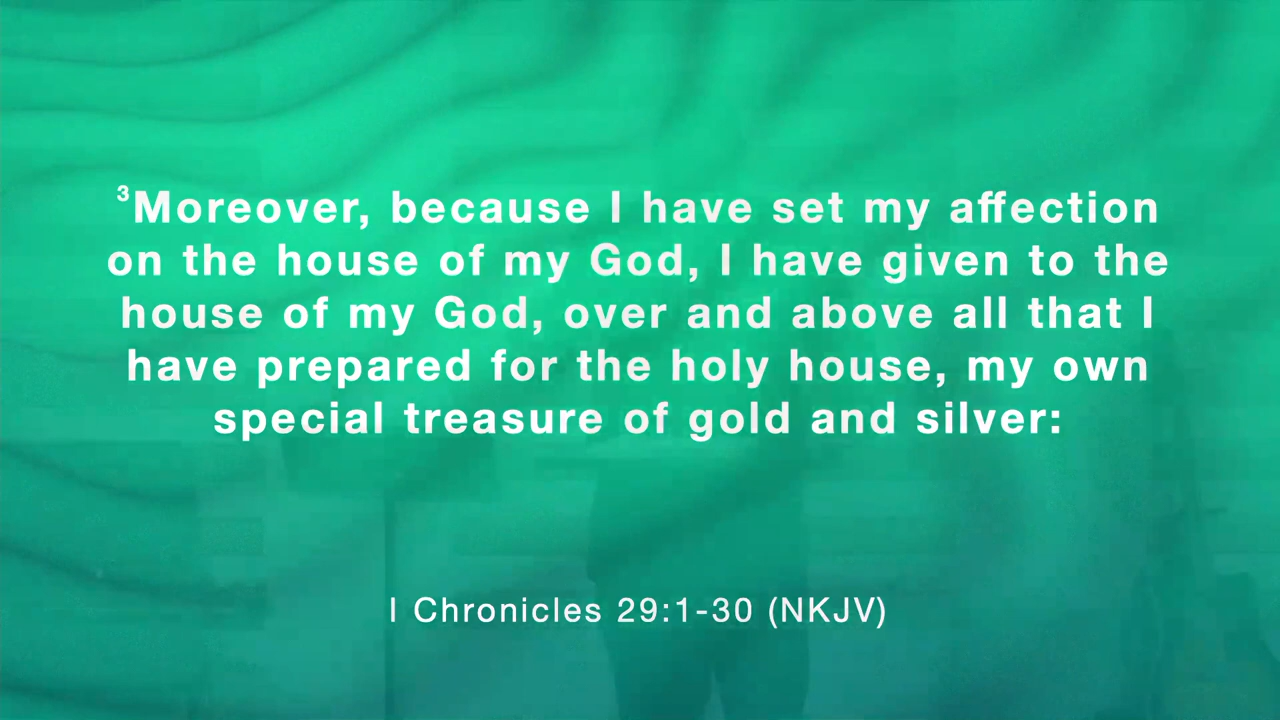 ³Moreover, because I have set my affection
on the house of my God, I have given to the
house of my God, over and above all that I
have prepared for the holy house, my own
special treasure of gold and silver:
I Chronicles 29:1-30 (NKJV)